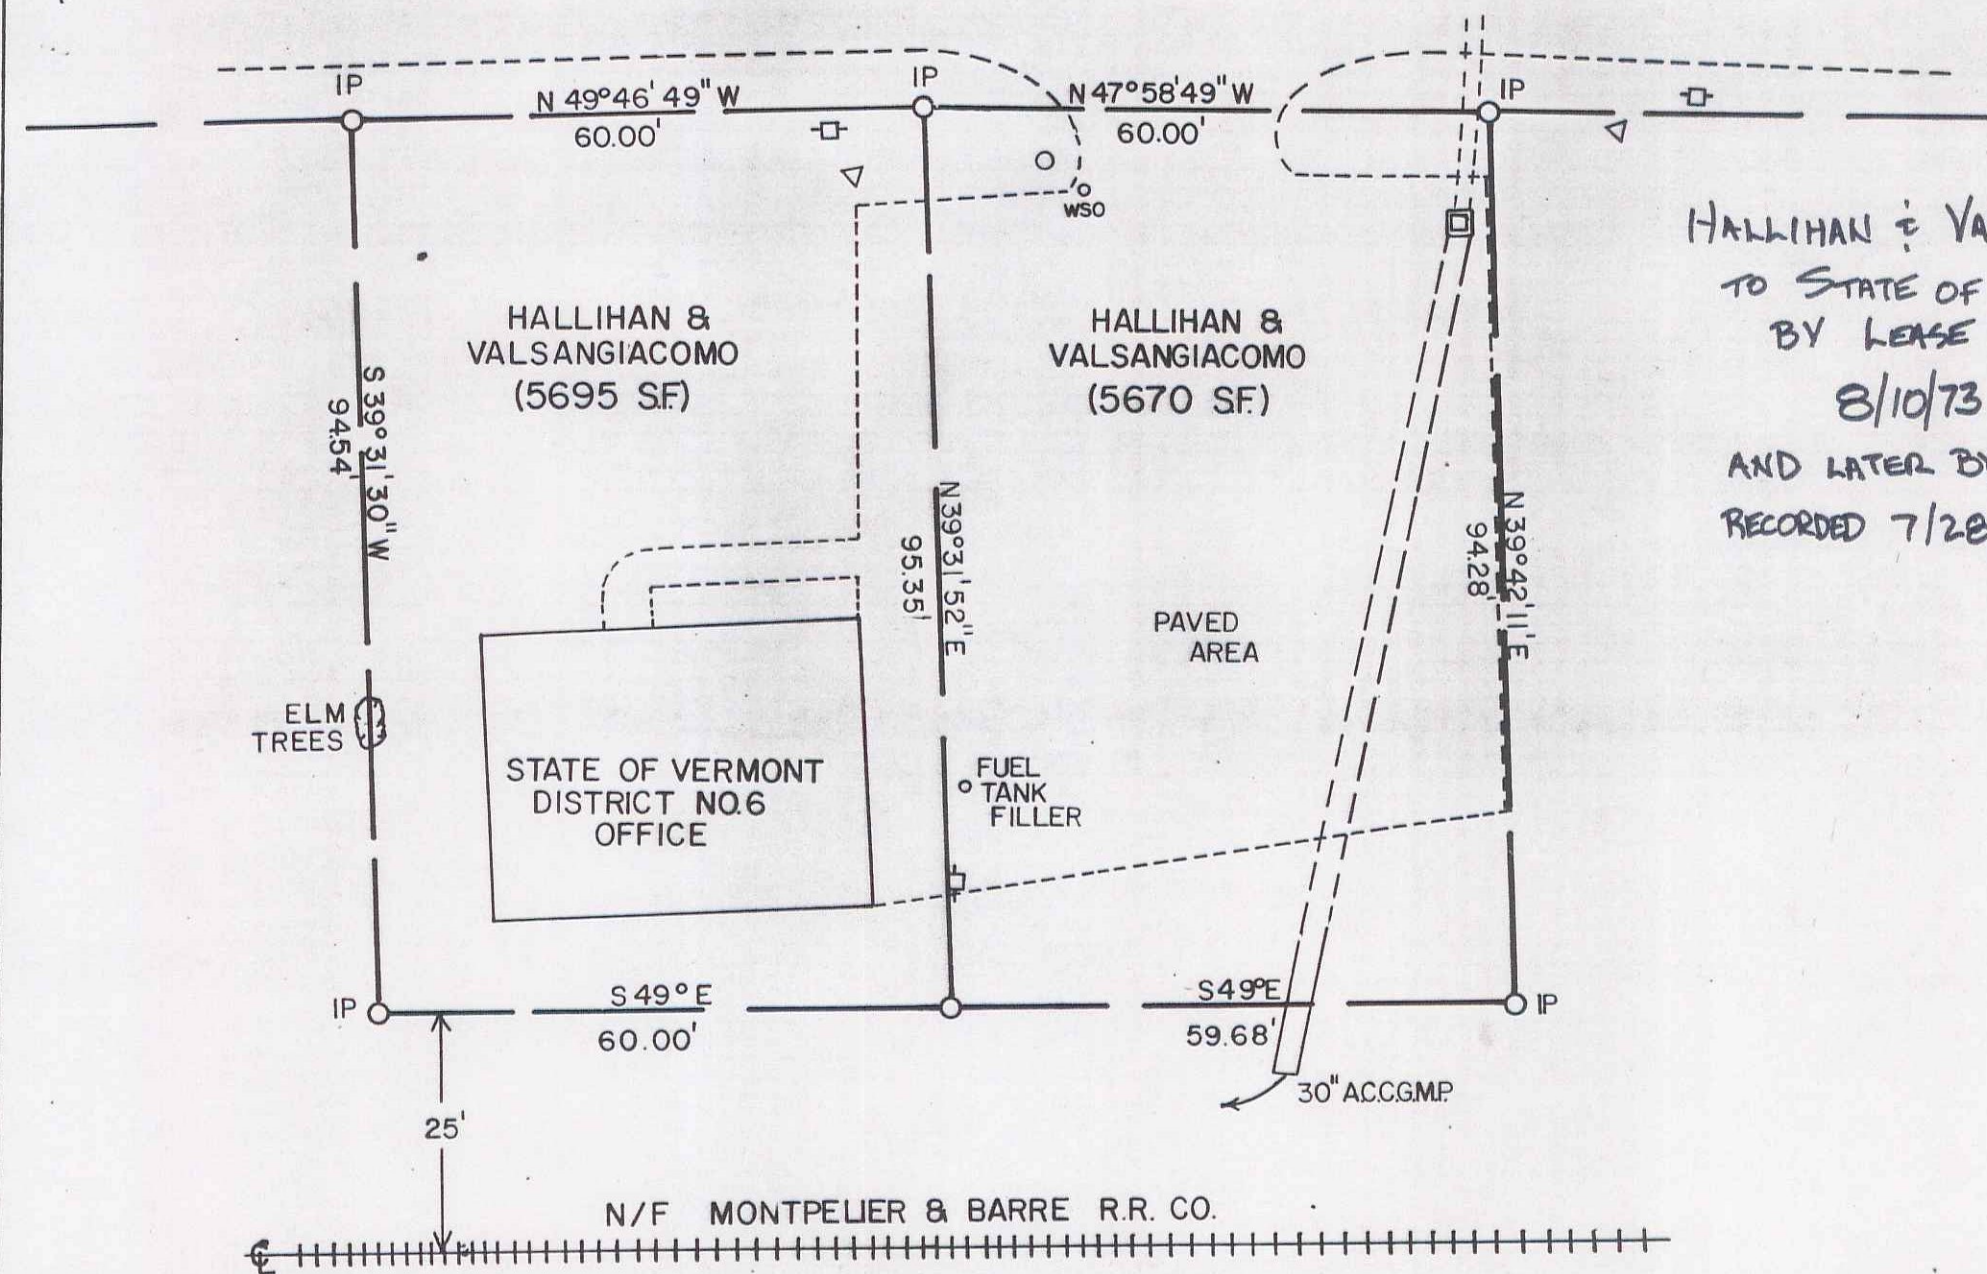 IP
IP
IP
N 49°46'49" W
60.00'
N 47°58'49" W
60.00'
WSO
HALLIHAN &
VALSANGIACOMO
(5695 S.F.)
HALLIHAN &
VALSANGIACOMO
(5670 S.F.)
HALLIHAN & VA
TO STATE OF
BY LEASE
8/10/73
AND LATER BY
RECORDED 7/28
S 39°31'30" W
94.54'
N 39°31'52" E
95.35'
N 39°42'11" E
94.28'
PAVED
AREA
ELM
TREES
STATE OF VERMONT
DISTRICT NO.6
OFFICE
FUEL
TANK
FILLER
IP
S 49° E
60.00'
S 49° E
59.68'
IP
30" A.C.C.G.M.P.
25'
N/F MONTPELIER & BARRE R.R. CO.
℄